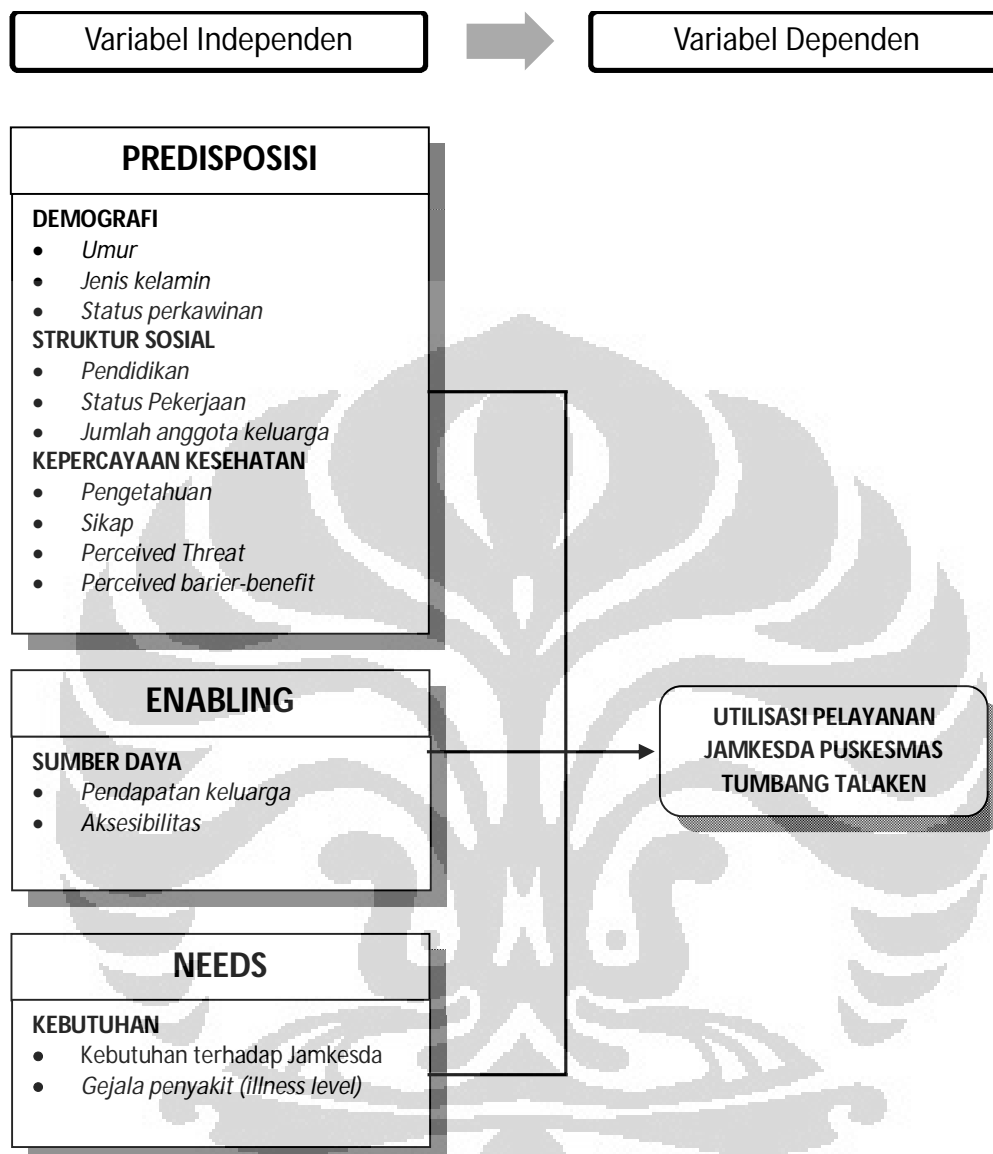 Variabel Independen
Variabel Dependen
PREDISPOSISI
DEMOGRAFI
• Umur
• Jenis kelamin
• Status perkawinan
STRUKTUR SOSIAL
• Pendidikan
• Status Pekerjaan
• Jumlah anggota keluarga
KEPERCAYAAN KESEHATAN
• Pengetahuan
• Sikap
• Perceived Threat
• Perceived barier-benefit
ENABLING
SUMBER DAYA
• Pendapatan keluarga
• Aksesibilitas
NEEDS
KEBUTUHAN
• Kebutuhan terhadap Jamkesda
• Gejala penyakit (illness level)
UTILISASI PELAYANAN
JAMKESDA PUSKESMAS
TUMBANG TALAKEN